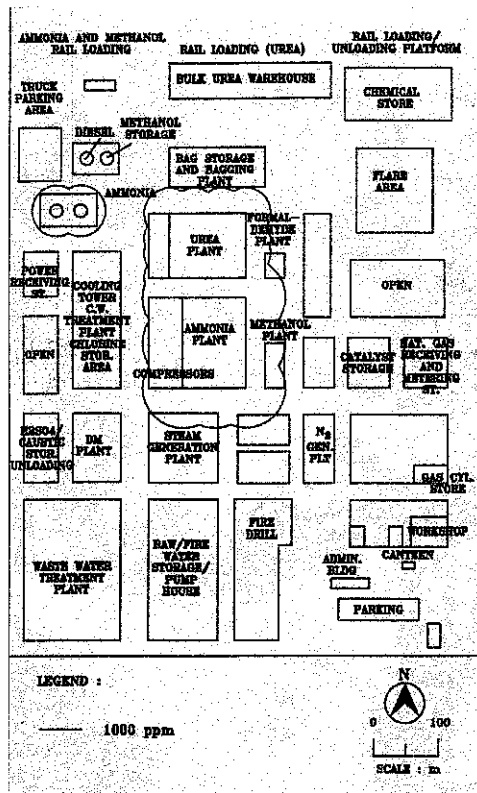 AMMONIA AND METHANOL
RAIL LOADING
RAIL LOADING (UREA)
RAIL LOADING/
UNLOADING PLATFORM
BULK UREA WAREHOUSE
TRUCK
PARKING
AREA
CHEMICAL
STORE
DIESEL
METHANOL
STORAGE
BAG STORAGE
AND BAGGING
PLANT
FLARE
AREA
AMMONIA
UREA
PLANT
FORMAL-
DEHYDE
PLANT
POWER
RECEIVING
ST.
COOLING
TOWER
C.W.
TREATMENT
PLANT
CHLORINE
STOR.
AREA
OPEN
OPEN
AMMONIA
PLANT
METHANOL
PLANT
COMPRESSORS
CATALYST
STORAGE
NAT. GAS
RECEIVING
AND
METERING
ST.
H2SO4/
CAUSTIC
STOR.
UNLOADING
DM
PLANT
STEAM
GENERATION
PLANT
N2
GEN.
PLT
GAS CYL.
STORE
WASTE WATER
TREATMENT
PLANT
RAW/FIRE
WATER
STORAGE/
PUMP
HOUSE
FIRE
DRILL
WORKSHOP
CANTEEN
ADMIN.
BLDG
PARKING
LEGEND :
1000 ppm
N
0 100
SCALE : m